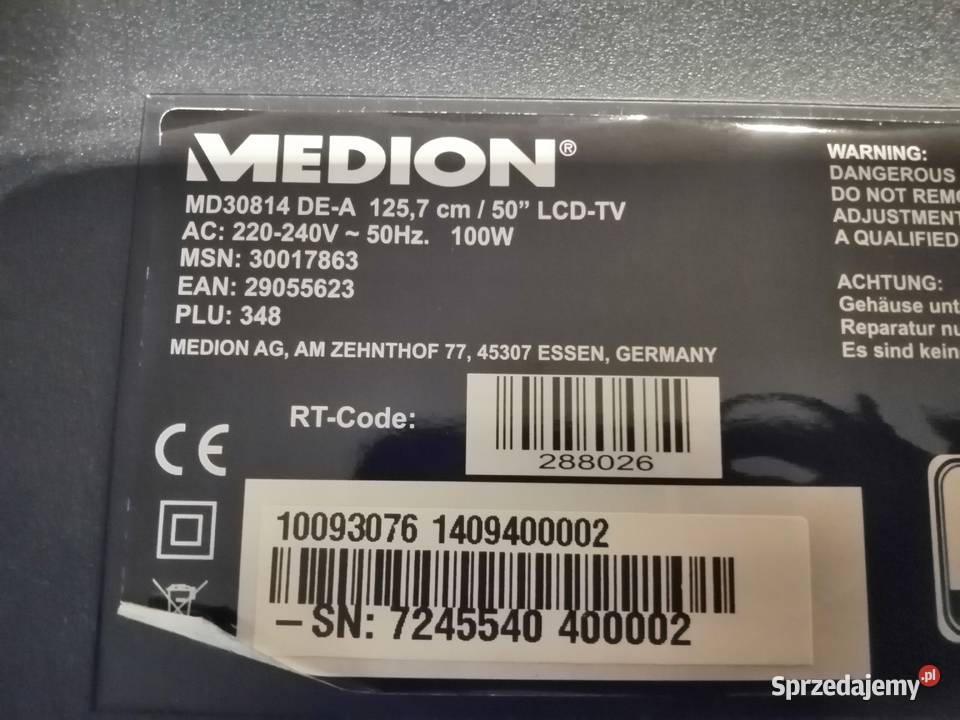 MEDION®
MD30814 DE-A 125,7 cm / 50” LCD-TV
AC: 220-240V ~ 50Hz. 100W
MSN: 30017863
EAN: 29055623
PLU: 348
MEDION AG, AM ZEHNTHOF 77, 45307 ESSEN, GERMANY
WARNING:
DANGEROUS
DO NOT REMO
ADJUSTMENT
A QUALIFIED
ACHTUNG:
Gehäuse unt
Reparatur nu
Es sind kein
RT-Code:
288026
CE
10093076 1409400002
–SN: 7245540 400002
Sprzedajemy.pl